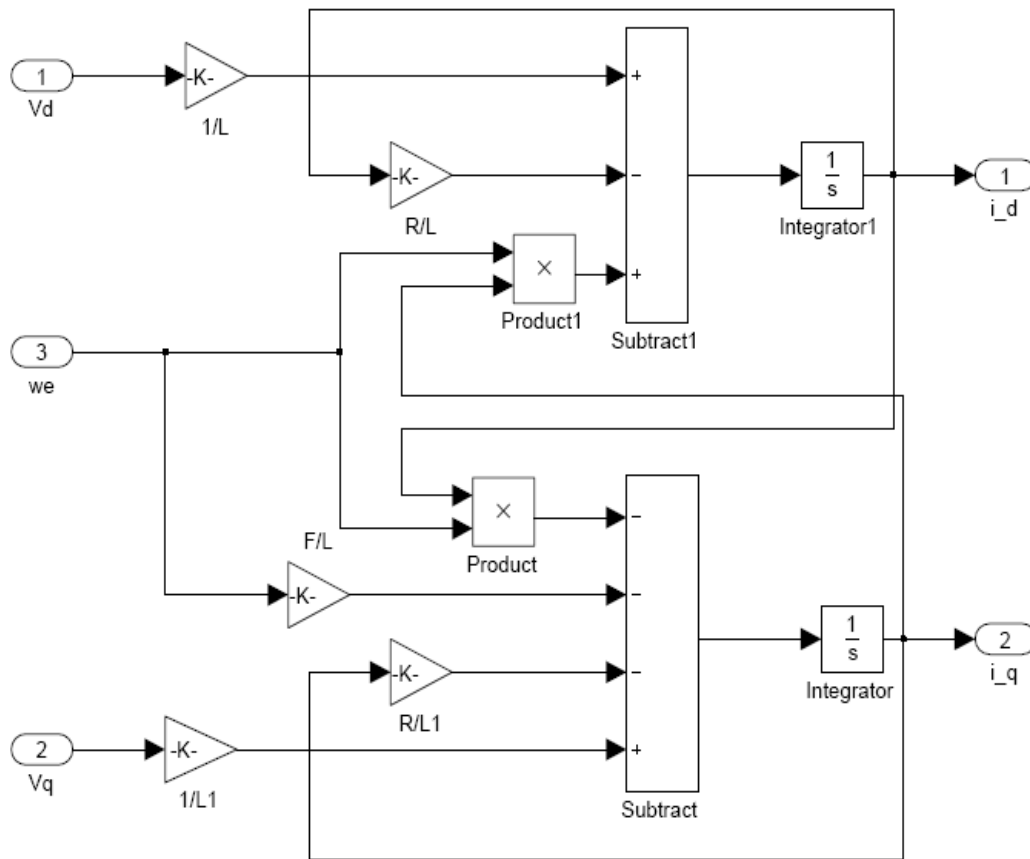 1
Vd
-K-
1/L
+
-K-
R/L
−
1
s
Integrator1
1
i_d
×
Product1
+
Subtract1
3
we
×
Product
−
F/L
-K-
−
-K-
R/L1
−
1
s
Integrator
2
i_q
2
Vq
-K-
1/L1
+
Subtract